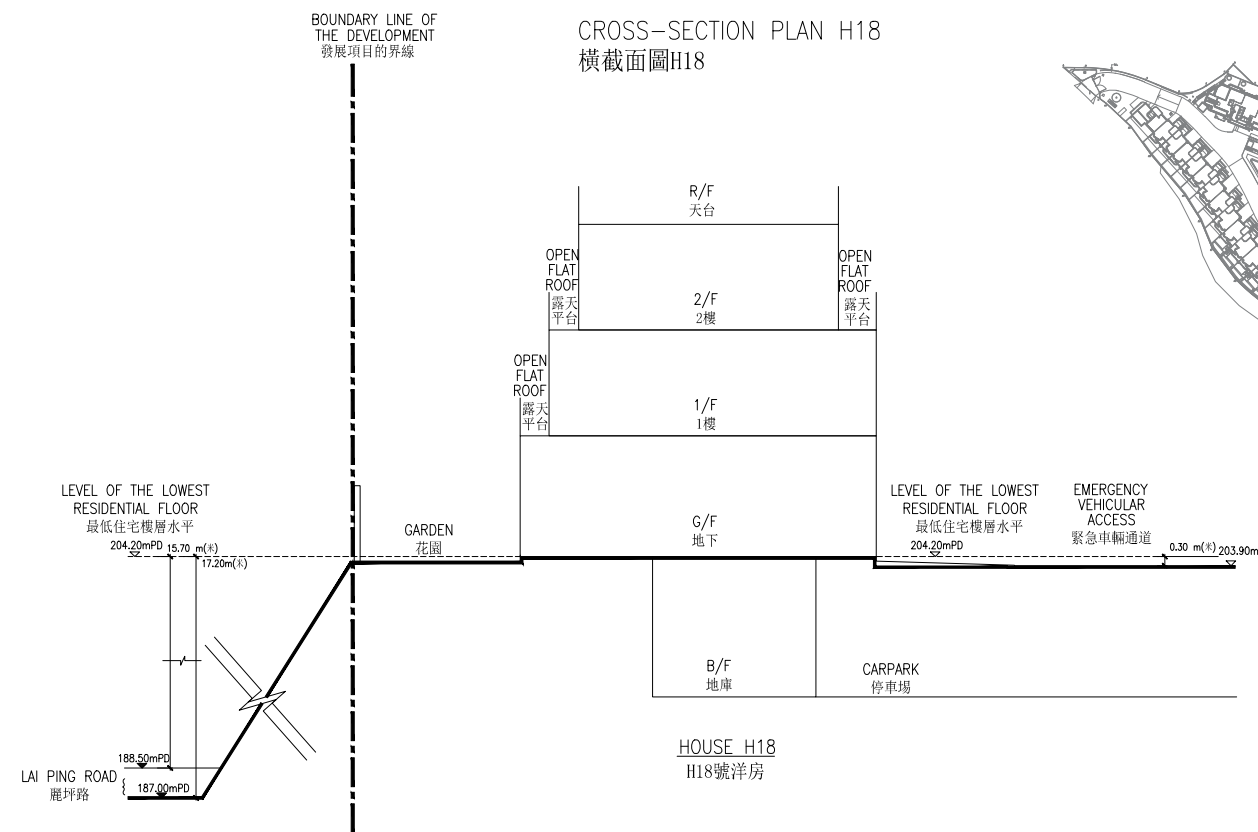 BOUNDARY LINE OF
THE DEVELOPMENT
發展項目的界線
CROSS-SECTION PLAN H18
橫截面圖H18
R/F
天台
OPEN
FLAT
ROOF
露天
平台
2/F
2樓
OPEN
FLAT
ROOF
露天
平台
OPEN
FLAT
ROOF
露天
平台
1/F
1樓
LEVEL OF THE LOWEST
RESIDENTIAL FLOOR
最低住宅樓層水平
204.20mPD
15.70 m(米)
17.20m(米)
GARDEN
花園
G/F
地下
LEVEL OF THE LOWEST
RESIDENTIAL FLOOR
最低住宅樓層水平
204.20mPD
EMERGENCY
VEHICULAR
ACCESS
緊急車輛通道
0.30 m(米)
203.90m
B/F
地庫
CARPARK
停車場
188.50mPD
LAI PING ROAD
麗坪路
187.00mPD
HOUSE H18
H18號洋房